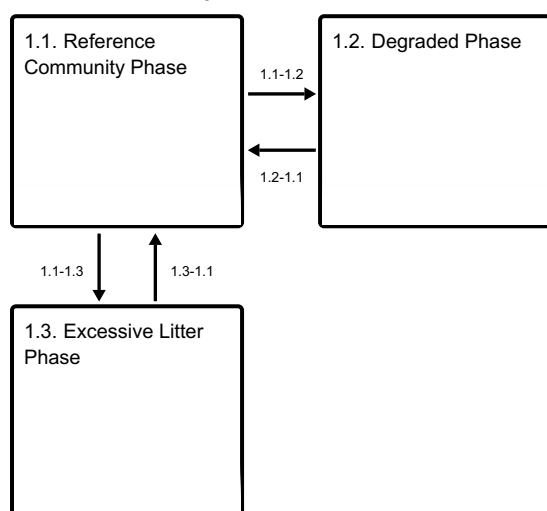 1.1. Reference
Community Phase
1.2. Degraded Phase
1.1-1.2
1.2-1.1
1.1-1.3
1.3-1.1
1.3. Excessive Litter
Phase